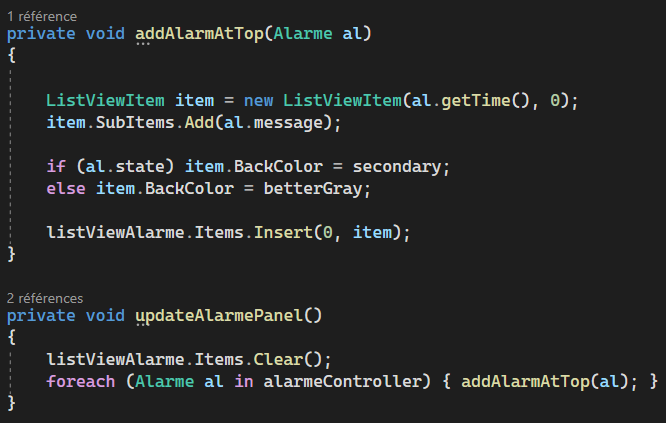 1 référence
private void addAlarmAtTop(Alarme al)
{
ListViewItem item = new ListViewItem(al.getTime(), 0);
item.SubItems.Add(al.message);
if (al.state) item.BackColor = secondary;
else item.BackColor = betterGray;
listViewAlarme.Items.Insert(0, item);
}
2 références
private void updateAlarmePanel()
{
listViewAlarme.Items.Clear();
foreach (Alarme al in alarmeController) { addAlarmAtTop(al); }
}